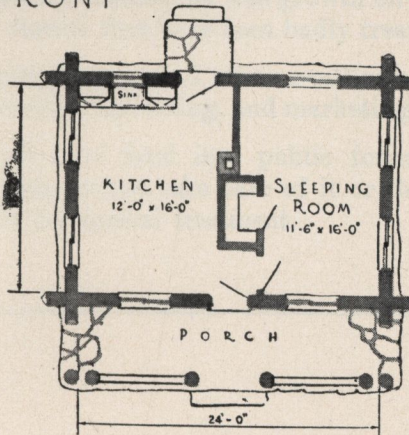 RONT
SINK
KITCHEN
12'-0" x 16'-0"
SLEEPING
ROOM
11'-6" x 16'-0"
PORCH
24'-0"